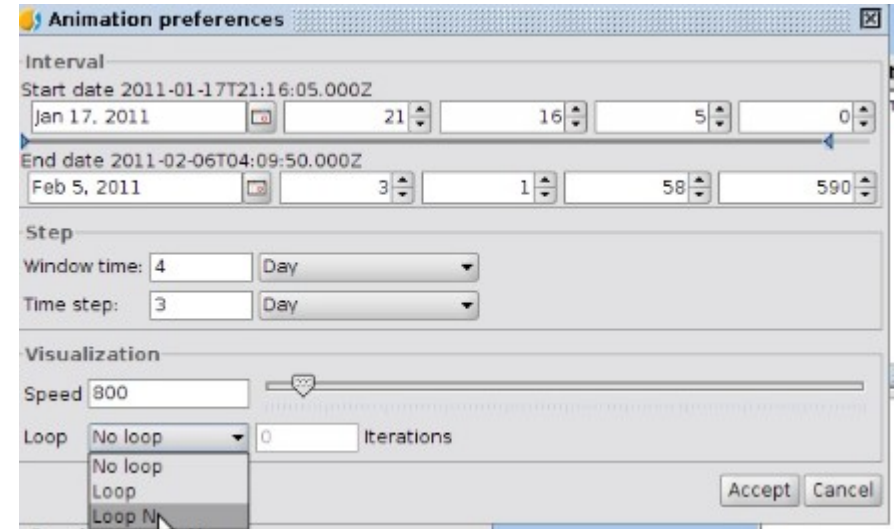 Animation preferences
Interval
Start date 2011-01-17T21:16:05.000Z
Jan 17, 2011 21 16 5 0
End date 2011-02-06T04:09:50.000Z
Feb 5, 2011 3 1 58 590
Step
Window time: 4 Day
Time step: 3 Day
Visualization
Speed 800
Loop No loop 0 Iterations
No loop
Loop
Loop N
Accept Cancel